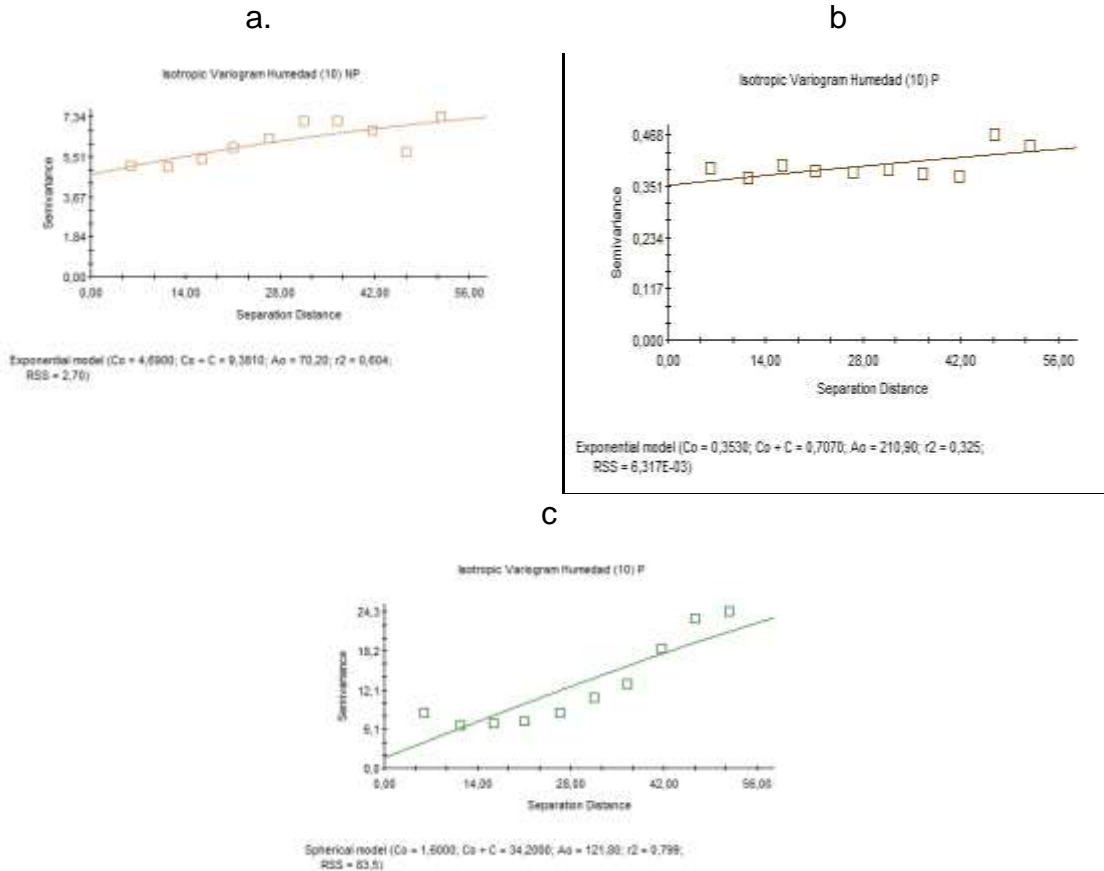 a.
b
Isotropic Variogram Humedad (10) NP
7,34
5,51
3,67
1,84
0,00
Semivariance
0,00 14,00 28,00 42,00 56,00
Separation Distance
Exponential model (Co = 4,6900; Co + C = 9,3810; Ao = 70,20; r2 = 0,604;
RSS = 2,70)
Isotropic Variogram Humedad (10) P
0,468
0,351
0,234
0,117
0,000
Semivariance
0,00 14,00 28,00 42,00 56,00
Separation Distance
Exponential model (Co = 0,3530; Co + C = 0,7070; Ao = 210,90; r2 = 0,325;
RSS = 6,317E-03)
c
Isotropic Variogram Humedad (10) P
24,3
18,2
12,1
6,1
0,0
Semivariance
0,00 14,00 28,00 42,00 56,00
Separation Distance
Spherical model (Co = 1,6000; Co + C = 34,2000; Ao = 121,80; r2 = 0,799;
RSS = 83,5)